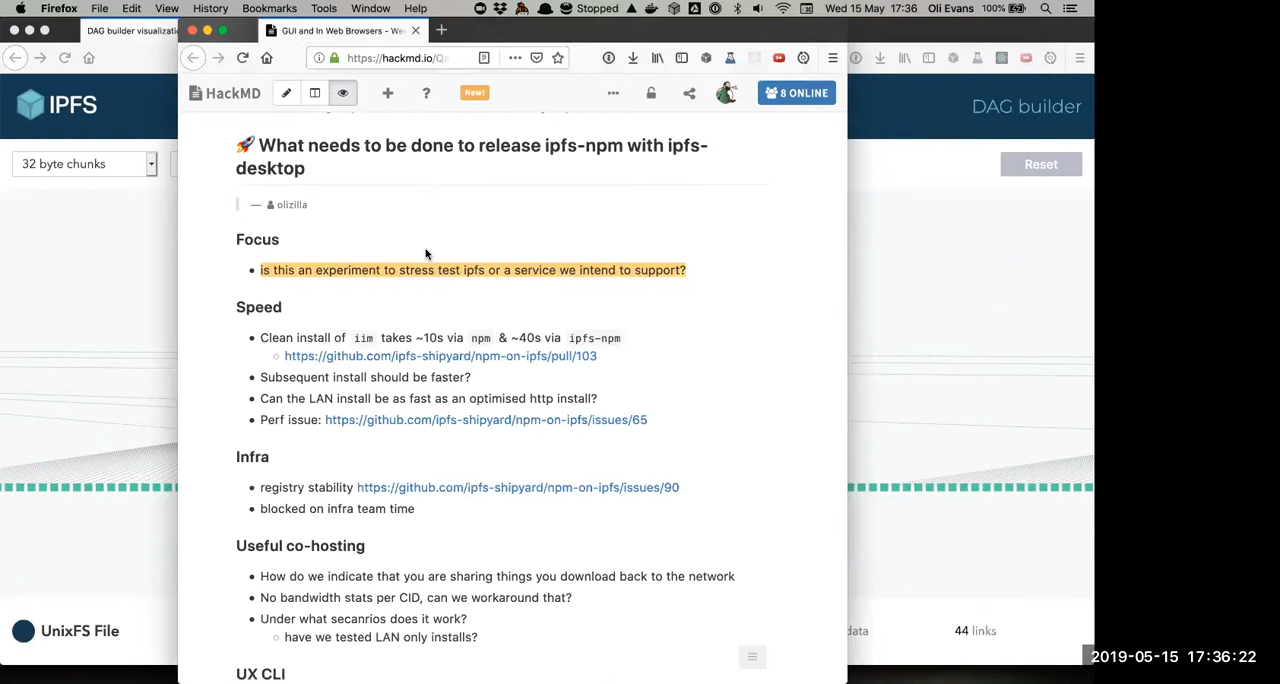 Firefox File Edit View History Bookmarks Tools Window Help Stopped Wed 15 May 17:36 Oli Evans 100%
DAG builder visualizati
GUI and In Web Browsers - We
https://hackmd.io/Qa
IPFS
HackMD
New!
8 ONLINE
DAG builder
32 byte chunks
Reset
🚀 What needs to be done to release ipfs-npm with ipfs-
desktop
— olizilla
Focus
• is this an experiment to stress test ipfs or a service we intend to support?
Speed
• Clean install of iim takes ~10s via npm & ~40s via ipfs-npm
○ https://github.com/ipfs-shipyard/npm-on-ipfs/pull/103
• Subsequent install should be faster?
• Can the LAN install be as fast as an optimised http install?
• Perf issue: https://github.com/ipfs-shipyard/npm-on-ipfs/issues/65
Infra
• registry stability https://github.com/ipfs-shipyard/npm-on-ipfs/issues/90
• blocked on infra team time
Useful co-hosting
• How do we indicate that you are sharing things you download back to the network
• No bandwidth stats per CID, can we workaround that?
• Under what secanrios does it work?
○ have we tested LAN only installs?
UX CLI
UnixFS File
data
44 links
2019-05-15 17:36:22